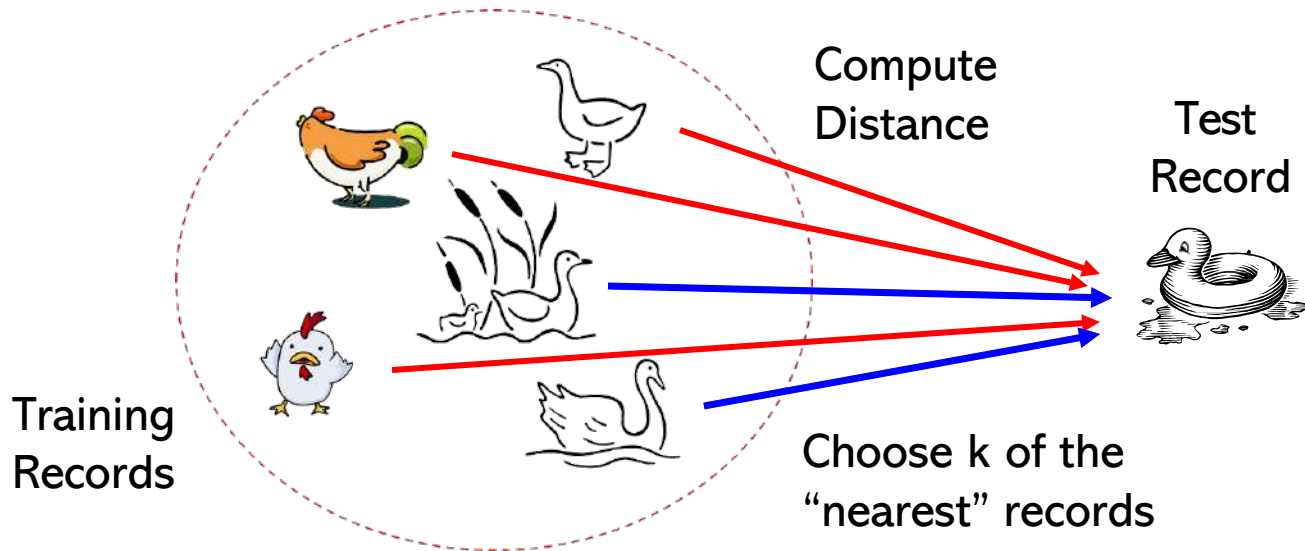 Compute
Distance
Test
Record
Training
Records
Choose k of the
“nearest” records